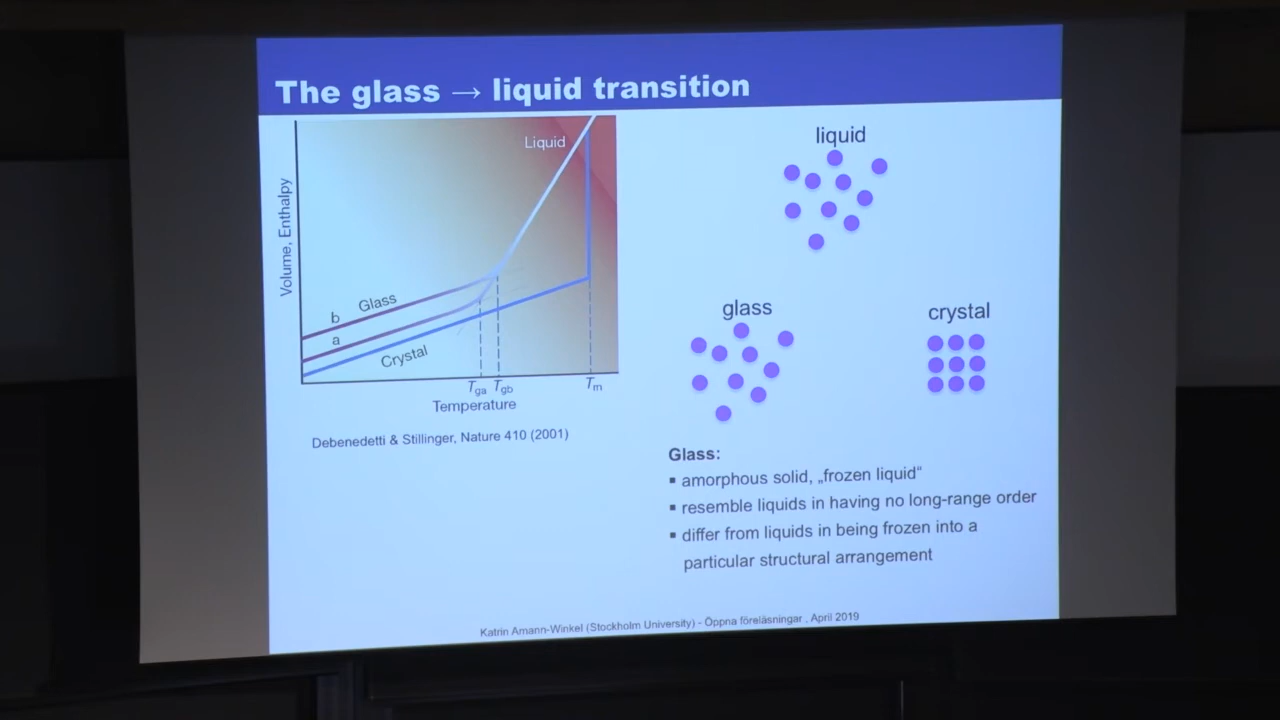 The glass → liquid transition
Volume, Enthalpy
Liquid
b
Glass
a
Crystal
Tga Tgb Tm
Temperature
Debenedetti & Stillinger, Nature 410 (2001)
liquid
glass
crystal
Glass:
▪ amorphous solid, „frozen liquid“
▪ resemble liquids in having no long-range order
▪ differ from liquids in being frozen into a
particular structural arrangement
Katrin Amann-Winkel (Stockholm University) - Öppna föreläsningar , April 2019